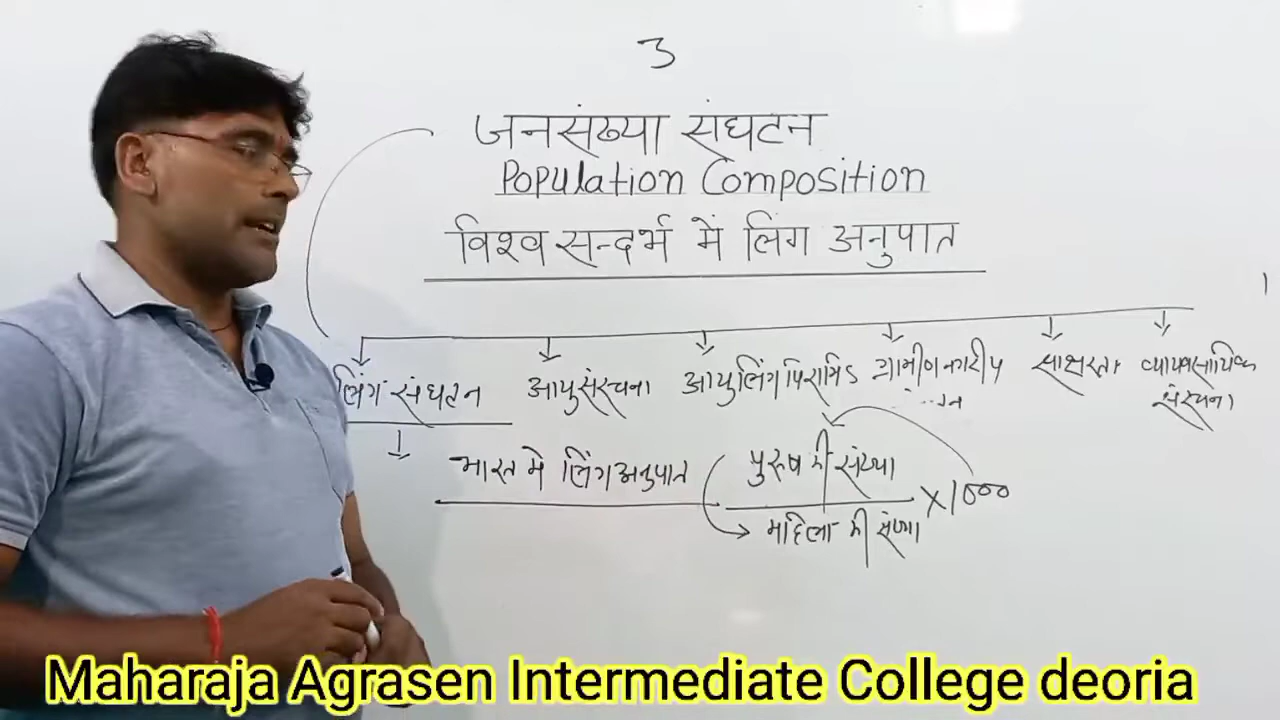 3
जनसंख्या संघटन
Population Composition
विश्व सन्दर्भ में लिंग अनुपात
लिंग संघटन आयु संरचना आयु लिंग पिरामिड ग्रामीण नगरीय साक्षरता व्यावसायिक
संरचना
भारत मे लिंग अनुपात पुरुष की संख्या
×1000
महिला की संख्या
Maharaja Agrasen Intermediate College deoria